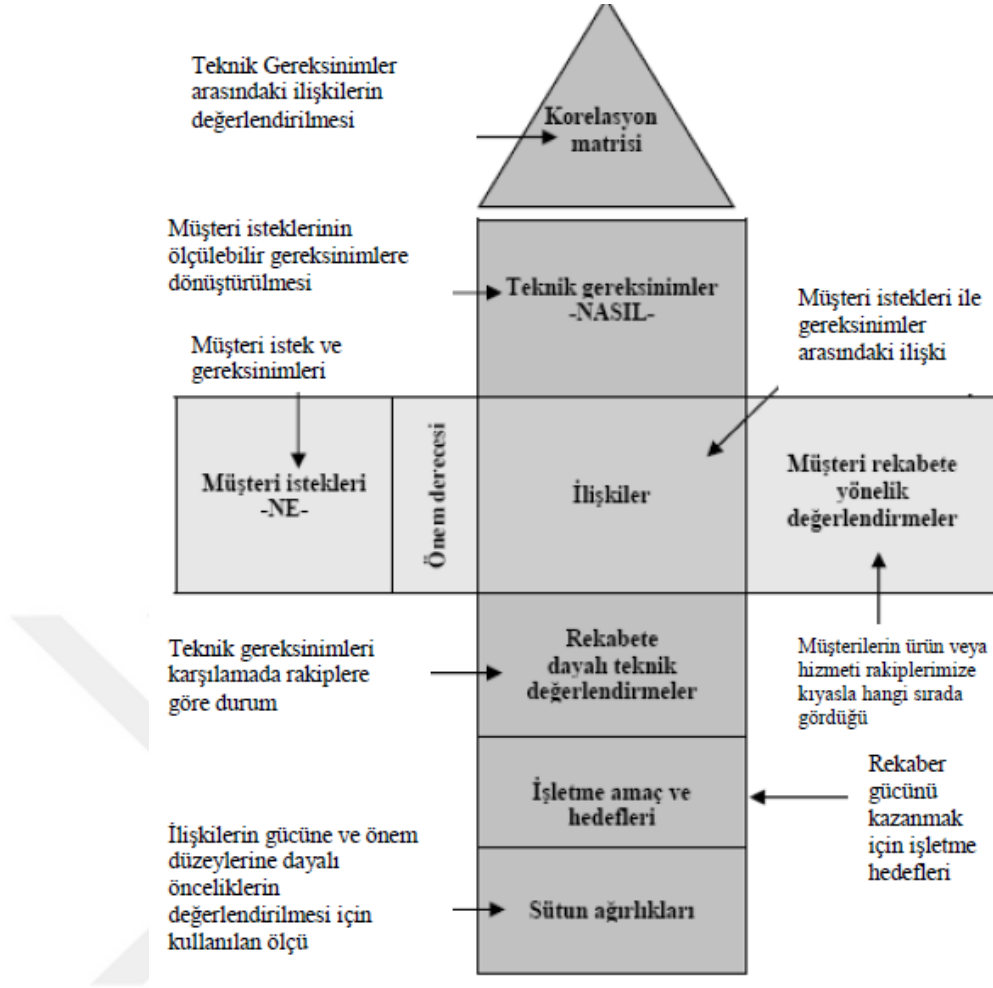 Teknik Gereksinimler
arasındaki ilişkilerin
değerlendirilmesi
Korelasyon
matrisi
Müşteri isteklerinin
ölçülebilir gereksinimlere
dönüştürülmesi
Teknik gereksinimler
-NASIL-
Müşteri istekleri ile
gereksinimler
arasındaki ilişki
Müşteri istek ve
gereksinimleri
Müşteri istekleri
-NE-
Önem derecesi
İlişkiler
Müşteri rekabete
yönelik
değerlendirmeler
Teknik gereksinimleri
karşılamada rakiplere
göre durum
Rekabete
dayalı teknik
değerlendirmeler
Müşterilerin ürün veya
hizmeti rakiplerimize
kıyasla hangi sırada
gördüğü
İşletme amaç ve
hedefleri
Rekaber
gücünü
kazanmak
için işletme
hedefleri
İlişkilerin gücüne ve önem
düzeylerine dayalı
önceliklerin
değerlendirilmesi için
kullanılan ölçü
Sütun ağırlıkları